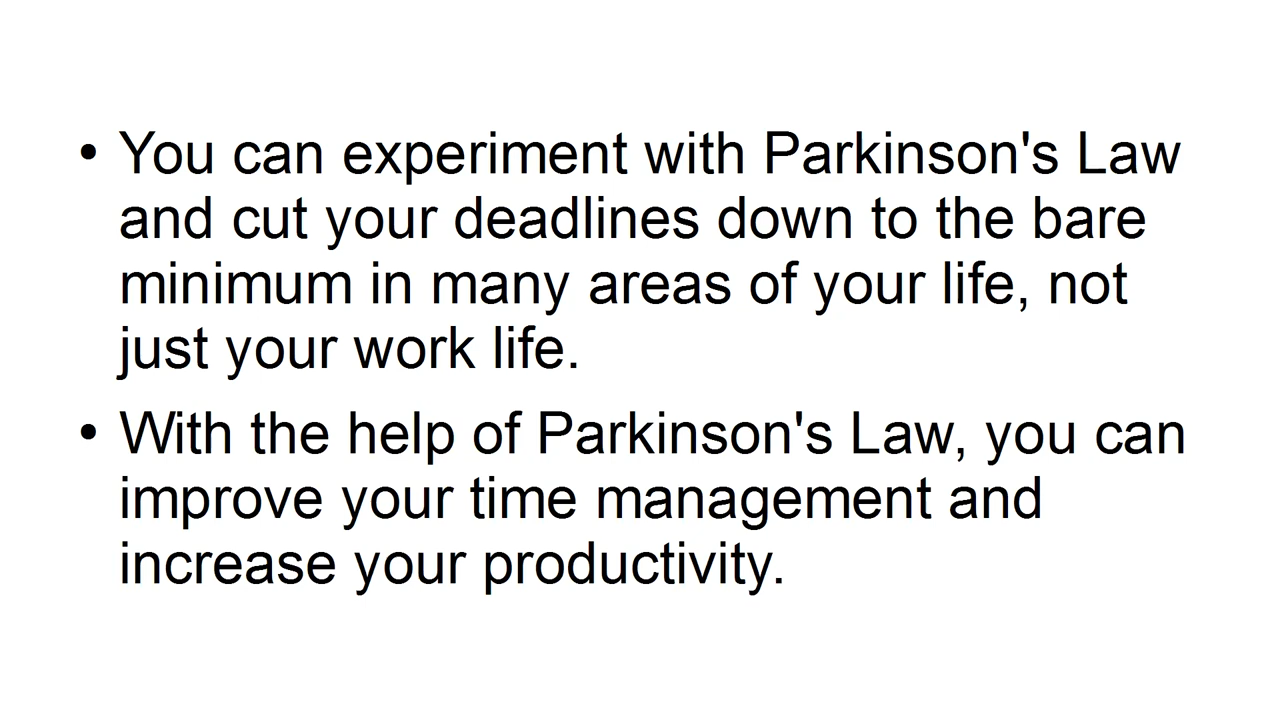 • You can experiment with Parkinson's Law
and cut your deadlines down to the bare
minimum in many areas of your life, not
just your work life.
• With the help of Parkinson's Law, you can
improve your time management and
increase your productivity.